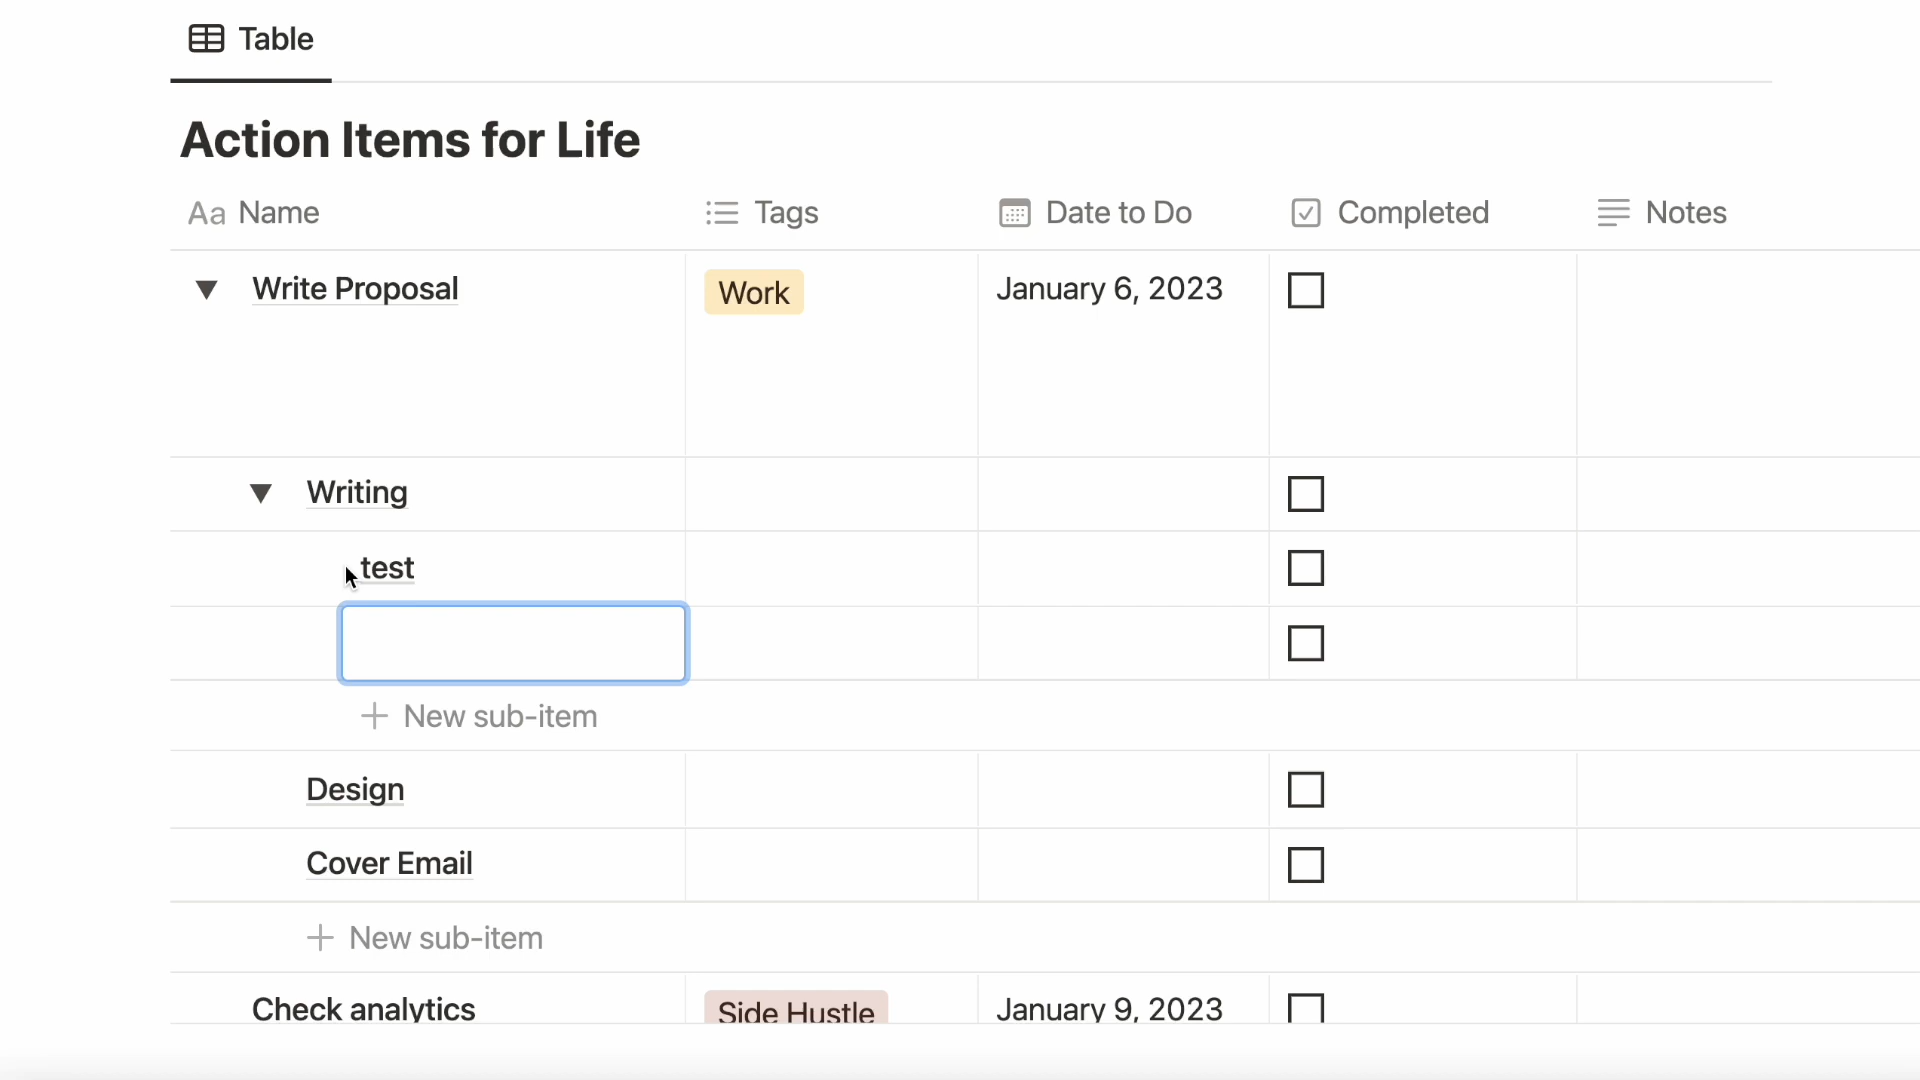 Table
Action Items for Life
Aa Name Tags Date to Do Completed Notes
Write Proposal Work January 6, 2023
Writing
test
New sub-item
Design
Cover Email
New sub-item
Check analytics Side Hustle January 9, 2023